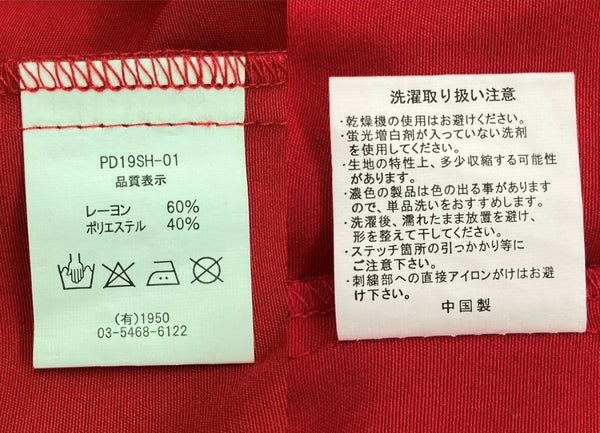 PD19SH-01
品質表示
レーヨン 60%
ポリエステル 40%
(有)1950
03-5468-6122
洗濯取り扱い注意
・乾燥機の使用はお避けください。
・蛍光増白剤が入っていない洗剤
を使用してください。
・生地の特性上、多少収縮する可能性
があります。
・濃色の製品は色の出る事があります
ので、単品洗いをおすすめします。
・洗濯後、濡れたまま放置を避け、
形を整えて干してください。
・ステッチ箇所の引っかかり等に
ご注意下さい。
・刺繍部への直接アイロンがけはお避
け下さい。
中国製